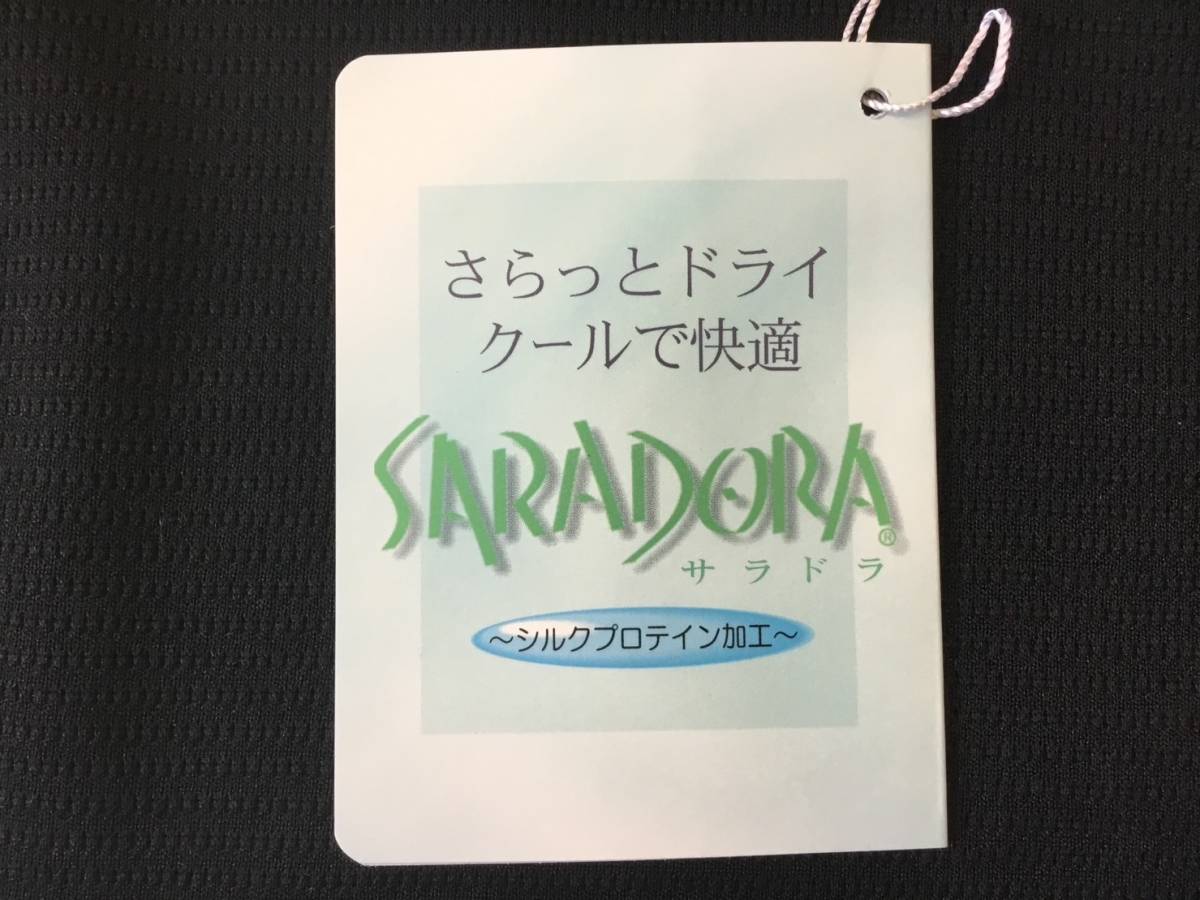 さらっとドライ
クールで快適
SARADORA®
サラドラ
～シルクプロテイン加工～